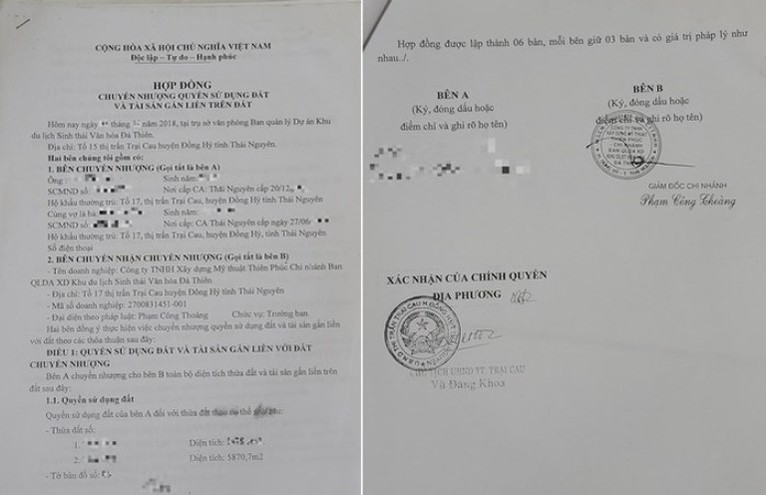 CỘNG HÒA XÃ HỘI CHỦ NGHĨA VIỆT NAM
Độc lập – Tự do – Hạnh phúc
HỢP ĐỒNG
CHUYỂN NHƯỢNG QUYỀN SỬ DỤNG ĐẤT
VÀ TÀI SẢN GẮN LIỀN TRÊN ĐẤT
Hôm nay ngày tháng năm 2018, tại trụ sở văn phòng Ban quản lý Dự án Khu
du lịch Sinh thái Văn hóa Đá Thiên.
Địa chỉ: Tổ 15 thị trấn Trại Cau huyện Đồng Hỷ tỉnh Thái Nguyên.
Hai bên chúng tôi gồm có:
1. BÊN CHUYỂN NHƯỢNG (Gọi tắt là bên A)
Ông : Sinh năm:
SCMND số: Nơi cấp CA: Thái Nguyên cấp 20/12
Hộ khẩu thường trú: Tổ 17, thị trấn Trại Cau, huyện Đồng Hỷ tỉnh Thái Nguyên.
Cùng vợ là bà: Sinh năm:
SCMND số: Nơi cấp: CA Thái Nguyên cấp ngày 27/06
Hộ khẩu thường trú: Tổ 17, thị trấn Trại Cau, huyện Đồng Hỷ, tỉnh Thái Nguyên
Số điện thoại
2. BÊN CHUYỂN NHẬN CHUYỂN NHƯỢNG (Gọi tắt là bên B)
- Tên doanh nghiệp: Công ty TNHH Xây dựng Mỹ thuật Thiên Phúc Chi nhánh Ban
QLDA XD Khu du lịch Sinh thái Văn hóa Đá Thiên
- Địa chỉ: Tổ 17 thị trấn Trại Cau huyện Đồng Hỷ tỉnh Thái Nguyên
- Mã số doanh nghiệp: 2700831451-001
- Đại diện theo pháp luật: Phạm Công Thoáng Chức vụ: Trưởng ban.
Hai bên đồng ý thực hiện việc chuyển nhượng quyền sử dụng đất và tài sản gắn liền
với đất theo các thỏa thuận sau đây:
ĐIỀU 1: QUYỀN SỬ DỤNG ĐẤT VÀ TÀI SẢN GẮN LIỀN VỚI ĐẤT
CHUYỂN NHƯỢNG
Bên A chuyển nhượng cho bên B toàn bộ diện tích thửa đất và tài sản gắn liền trên
đất sau đây:
1.1. Quyền sử dụng đất
Quyền sử dụng đất của bên A đối với thửa đất theo cụ thể như sau:
- Thửa đất số:
1. Diện tích:
2. Diện tích: 5870,7m2
- Tờ bản đồ số:
Hợp đồng được lập thành 06 bản, mỗi bên giữ 03 bản và có giá trị pháp lý như
nhau./.
BÊN A
(Ký, đóng dấu hoặc
điểm chỉ và ghi rõ họ tên)
BÊN B
(Ký, đóng dấu hoặc
điểm chỉ và ghi rõ họ tên)
GIÁM ĐỐC CHI NHÁNH
Phạm Công Thoàng
XÁC NHẬN CỦA CHÍNH QUYỀN
ĐỊA PHƯƠNG
CHỦ TỊCH UBND TT. TRẠI CAU
Vũ Đăng Khoa